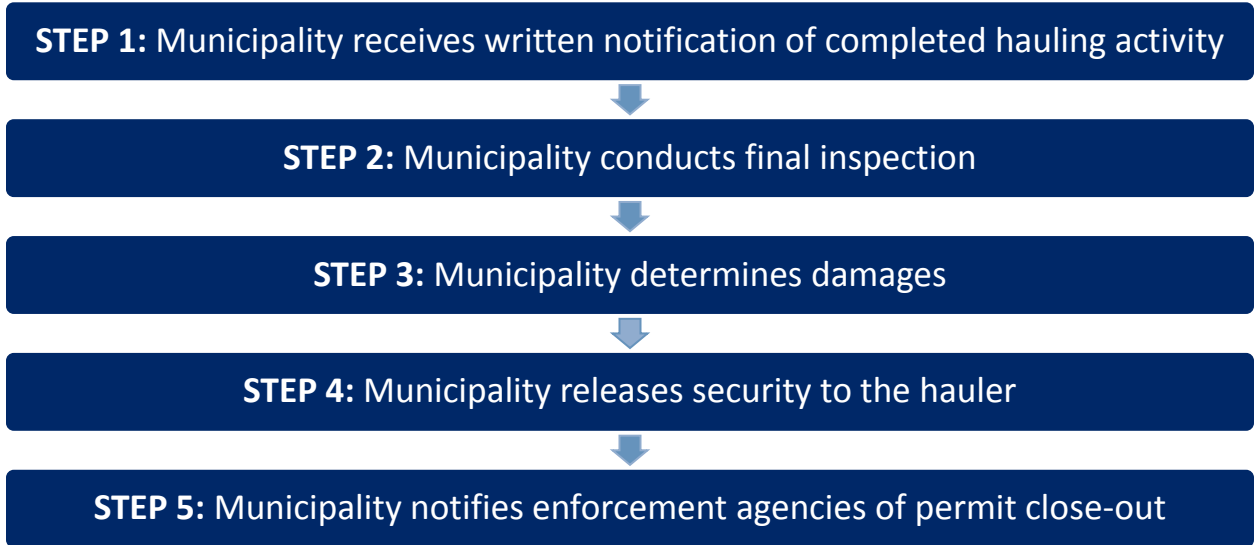 STEP 1: Municipality receives written notification of completed hauling activity
STEP 2: Municipality conducts final inspection
STEP 3: Municipality determines damages
STEP 4: Municipality releases security to the hauler
STEP 5: Municipality notifies enforcement agencies of permit close-out